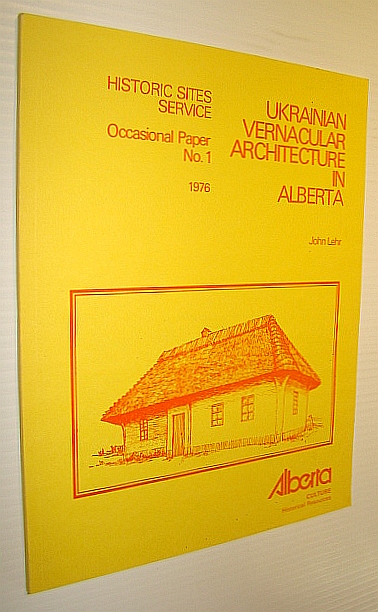 HISTORIC SITES
SERVICE
Occasional Paper
No. 1
1976
UKRAINIAN
VERNACULAR
ARCHITECTURE
IN
ALBERTA
John Lehr
Alberta
CULTURE
Historical Resources